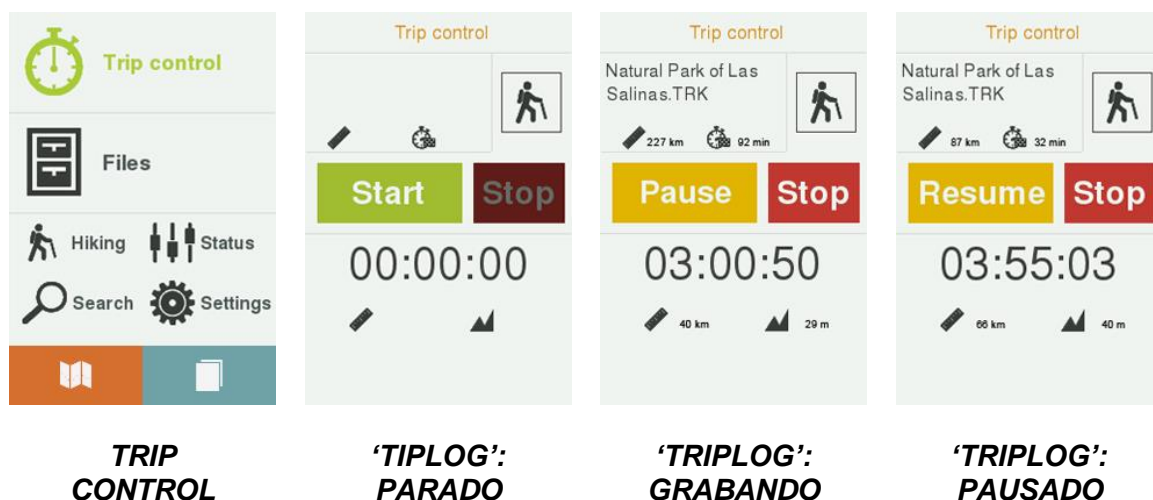 Trip control
Files
Hiking
Status
Search
Settings
Trip control
Start
Stop
00:00:00
Trip control
Natural Park of Las
Salinas.TRK
227 km
92 min
Pause
Stop
03:00:50
40 km
29 m
Trip control
Natural Park of Las
Salinas.TRK
87 km
32 min
Resume
Stop
03:55:03
66 km
40 m
TRIP
CONTROL
‘TIPLOG’:
PARADO
‘TRIPLOG’:
GRABANDO
‘TRIPLOG’:
PAUSADO